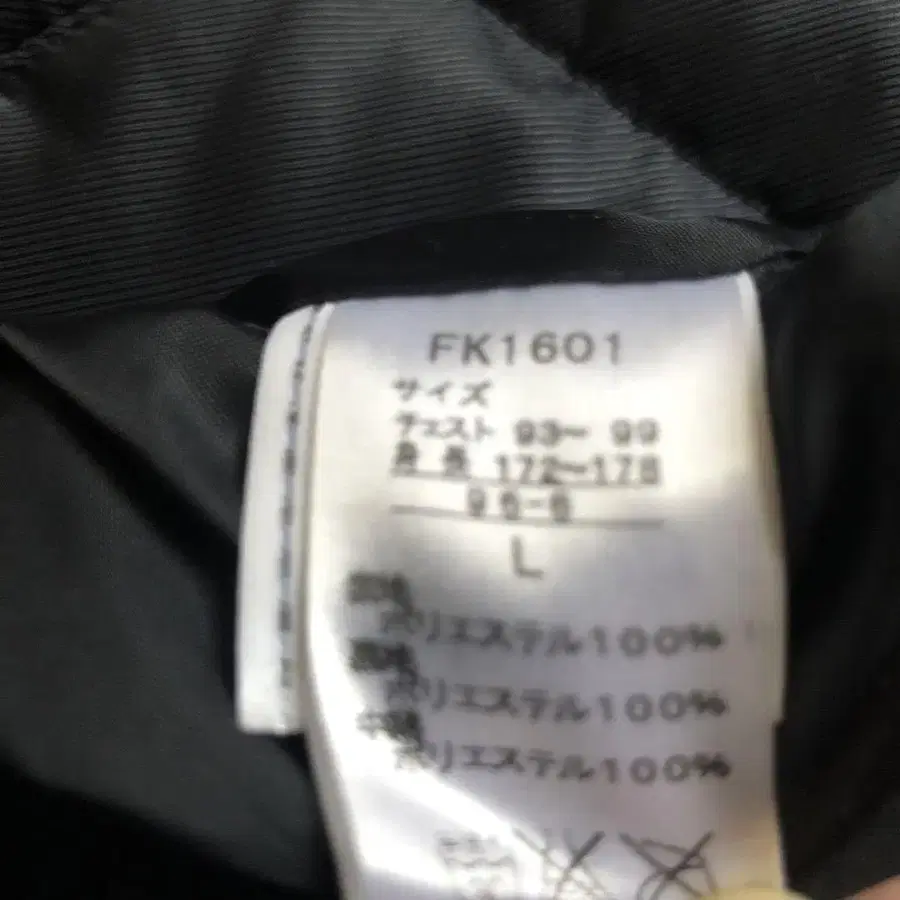 FK1601
サイズ
チェスト 93〜 99
身 長 172〜178
96-6
L
ポリエステル100%
ポリエステル100%
ポリエステル100%